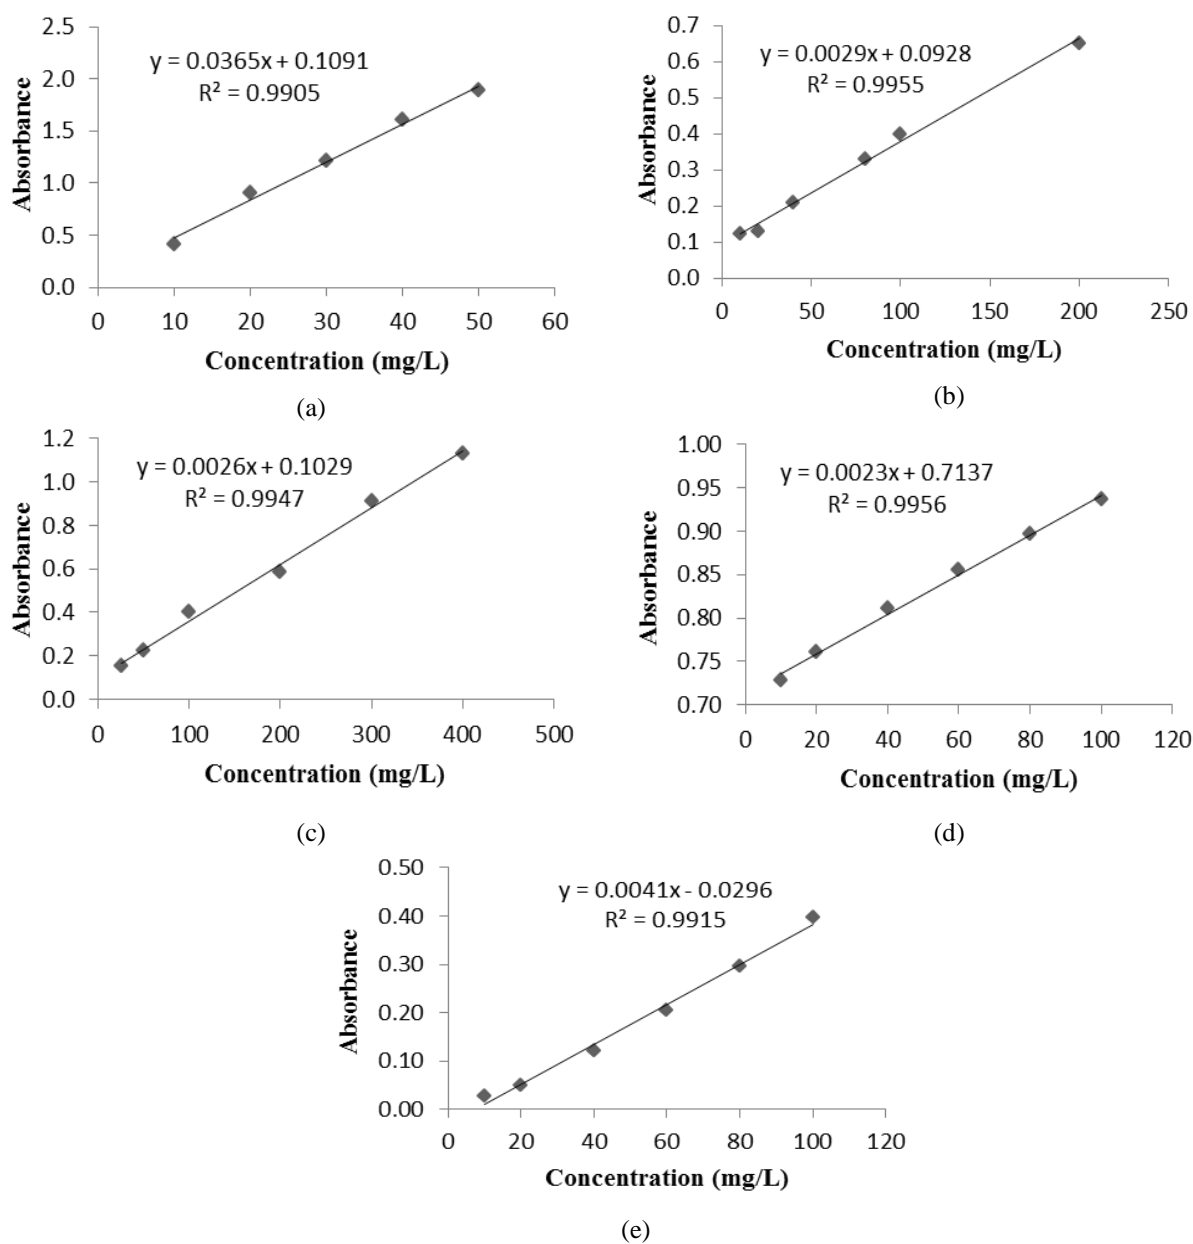 2.5
2.0
1.5
1.0
0.5
0.0
Absorbance
y = 0.0365x + 0.1091
R² = 0.9905
0 10 20 30 40 50 60
Concentration (mg/L)
(a)
0.7
0.6
0.5
0.4
0.3
0.2
0.1
0.0
Absorbance
y = 0.0029x + 0.0928
R² = 0.9955
0 50 100 150 200 250
Concentration (mg/L)
(b)
1.2
1.0
0.8
0.6
0.4
0.2
0.0
Absorbance
y = 0.0026x + 0.1029
R² = 0.9947
0 100 200 300 400 500
Concentration (mg/L)
(c)
1.00
0.95
0.90
0.85
0.80
0.75
0.70
Absorbance
y = 0.0023x + 0.7137
R² = 0.9956
0 20 40 60 80 100 120
Concentration (mg/L)
(d)
0.50
0.40
0.30
0.20
0.10
0.00
Absorbance
y = 0.0041x - 0.0296
R² = 0.9915
0 20 40 60 80 100 120
Concentration (mg/L)
(e)